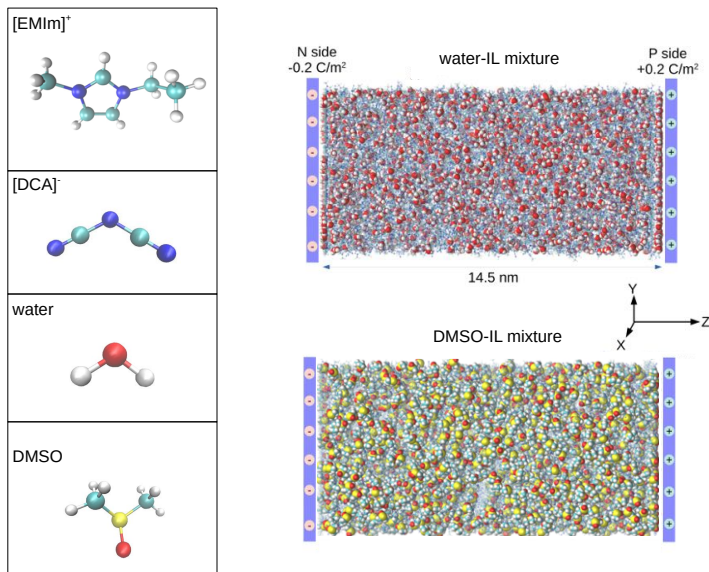 [EMIm]⁺
[DCA]⁻
water
DMSO
N side
-0.2 C/m²
water-IL mixture
P side
+0.2 C/m²
14.5 nm
Y
Z
X
DMSO-IL mixture